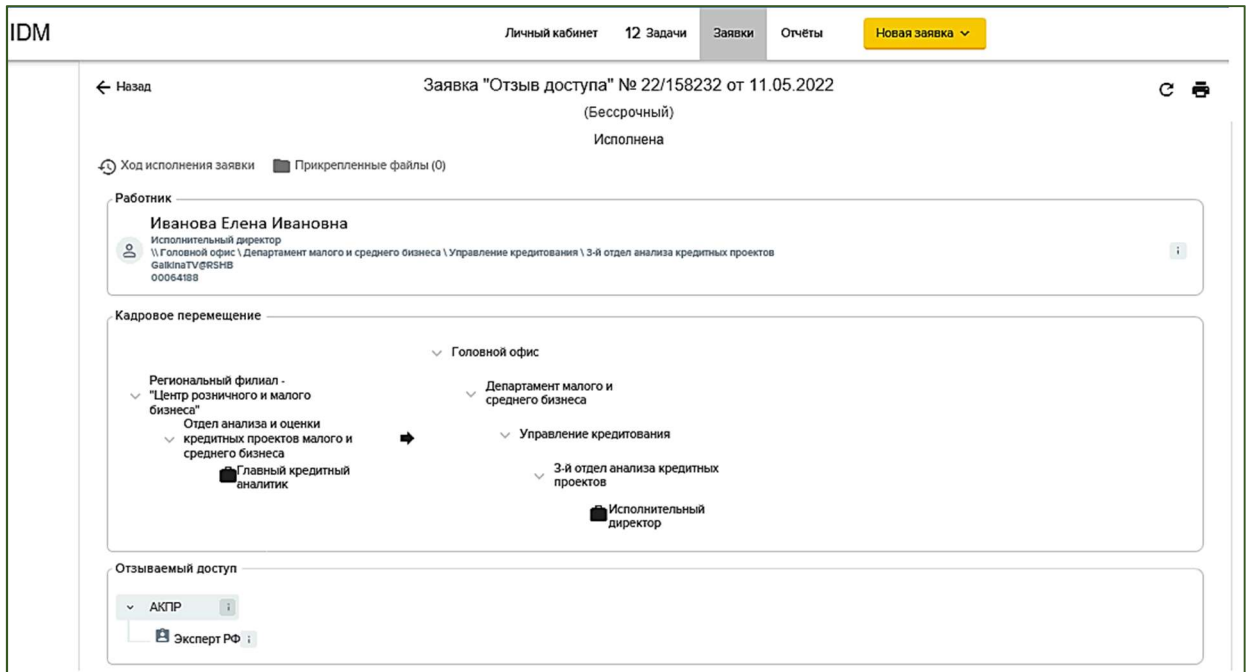 IDM
Личный кабинет 12 Задачи Заявки Отчёты Новая заявка
Назад
Заявка "Отзыв доступа" № 22/158232 от 11.05.2022
(Бессрочный)
Исполнена
Ход исполнения заявки Прикрепленные файлы (0)
Работник
Иванова Елена Ивановна
Исполнительный директор
\\ Головной офис \ Департамент малого и среднего бизнеса \ Управление кредитования \ 3-й отдел анализа кредитных проектов
GalkinaTV@RSHB
00064188
i
Кадровое перемещение
Региональный филиал -
"Центр розничного и малого
бизнеса"
Отдел анализа и оценки
кредитных проектов малого и
среднего бизнеса
Главный кредитный
аналитик
Головной офис
Департамент малого и
среднего бизнеса
Управление кредитования
3-й отдел анализа кредитных
проектов
Исполнительный
директор
Отзываемый доступ
АКПР i
Эксперт РФ i